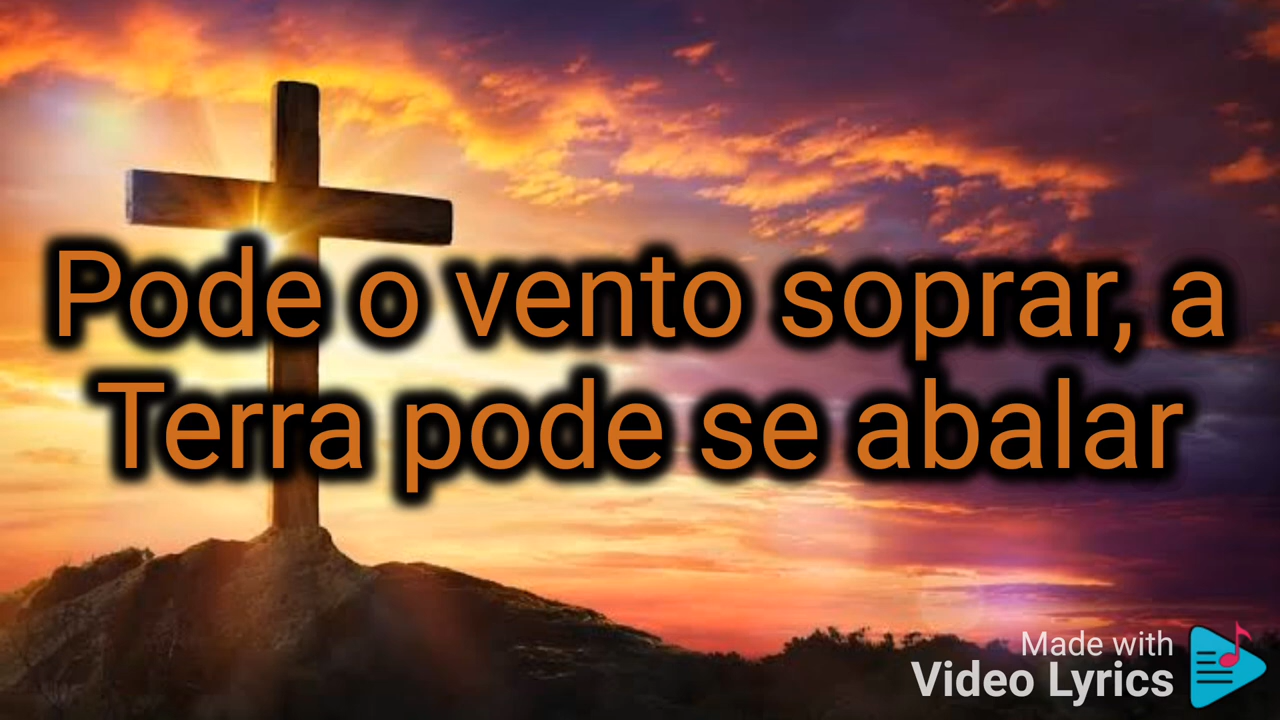 Pode o vento soprar, a
Terra pode se abalar
Made with
Video Lyrics